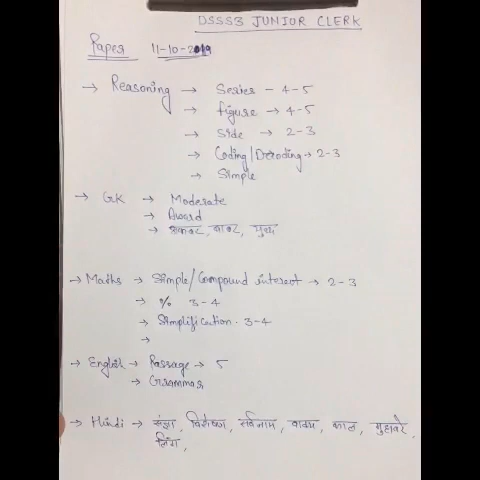 DSSSB JUNIOR CLERK
Paper 11-10-2019
→ Reasoning → Series - 4-5
→ figure → 4-5
→ Side → 2-3
→ Coding/Decoding → 2-3
→ Simple
→ GK → Moderate
→ Award
→ अकबर, बाबर,
→ Maths → Simple/Compound interest → 2-3
→ % 3-4
→ Simplification . 3-4
→
→ English → Passage → 5
→ Grammar
→ Hindi → संज्ञा, विशेषण, सर्वनाम, वाक्य, काल, मुहावरे,
लिंग,